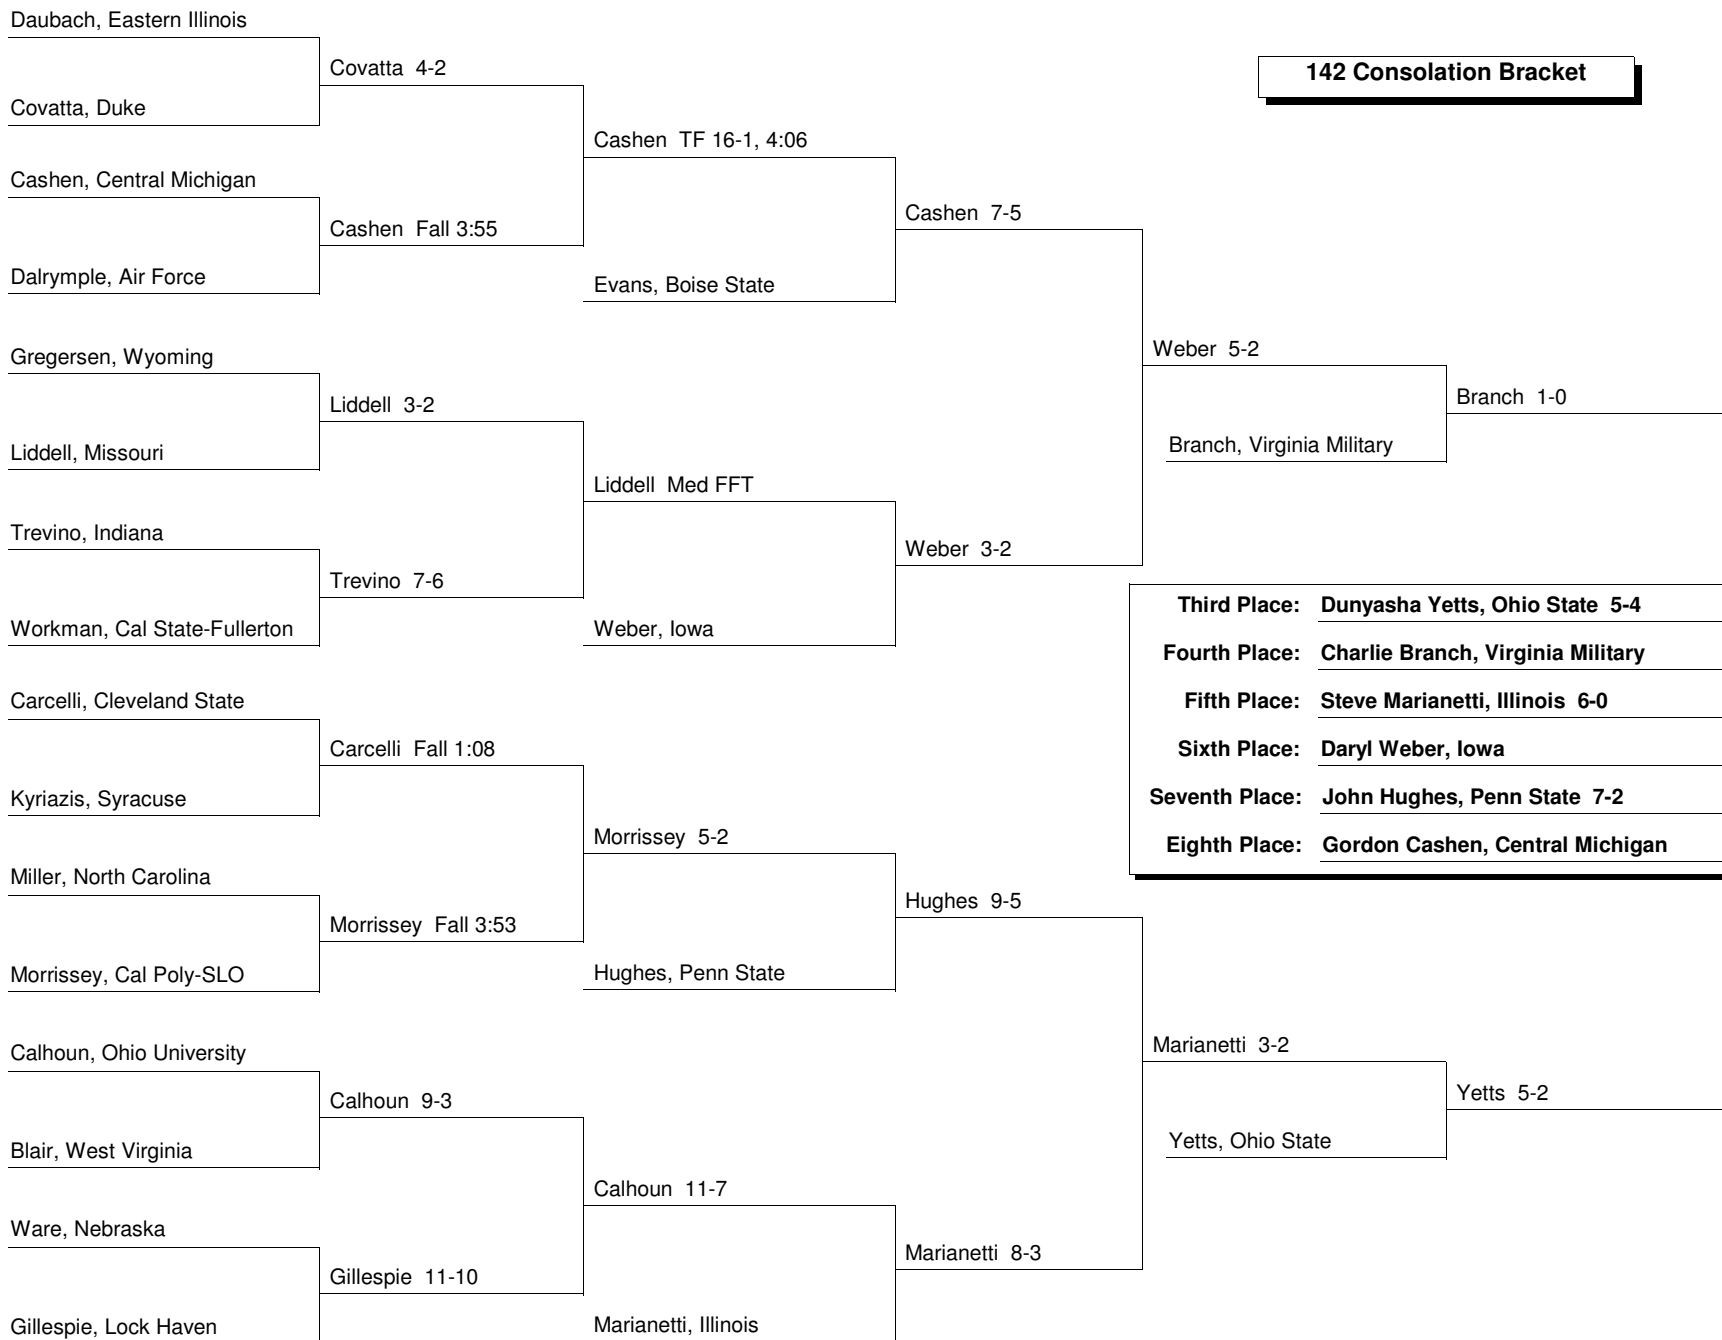 Daubach, Eastern Illinois
Covatta 4-2
142 Consolation Bracket
Covatta, Duke
Cashen TF 16-1, 4:06
Cashen, Central Michigan
Cashen 7-5
Cashen Fall 3:55
Dalrymple, Air Force
Evans, Boise State
Gregersen, Wyoming
Weber 5-2
Liddell 3-2
Branch 1-0
Liddell, Missouri
Branch, Virginia Military
Liddell Med FFT
Trevino, Indiana
Weber 3-2
Trevino 7-6
Workman, Cal State-Fullerton
Weber, Iowa
Third Place: Dunyasha Yetts, Ohio State 5-4
Fourth Place: Charlie Branch, Virginia Military
Fifth Place: Steve Marianetti, Illinois 6-0
Sixth Place: Daryl Weber, Iowa
Seventh Place: John Hughes, Penn State 7-2
Eighth Place: Gordon Cashen, Central Michigan
Carcelli, Cleveland State
Carcelli Fall 1:08
Kyriazis, Syracuse
Morrissey 5-2
Miller, North Carolina
Hughes 9-5
Morrissey Fall 3:53
Morrissey, Cal Poly-SLO
Hughes, Penn State
Calhoun, Ohio University
Marianetti 3-2
Calhoun 9-3
Yetts 5-2
Blair, West Virginia
Yetts, Ohio State
Calhoun 11-7
Ware, Nebraska
Marianetti 8-3
Gillespie 11-10
Gillespie, Lock Haven
Marianetti, Illinois